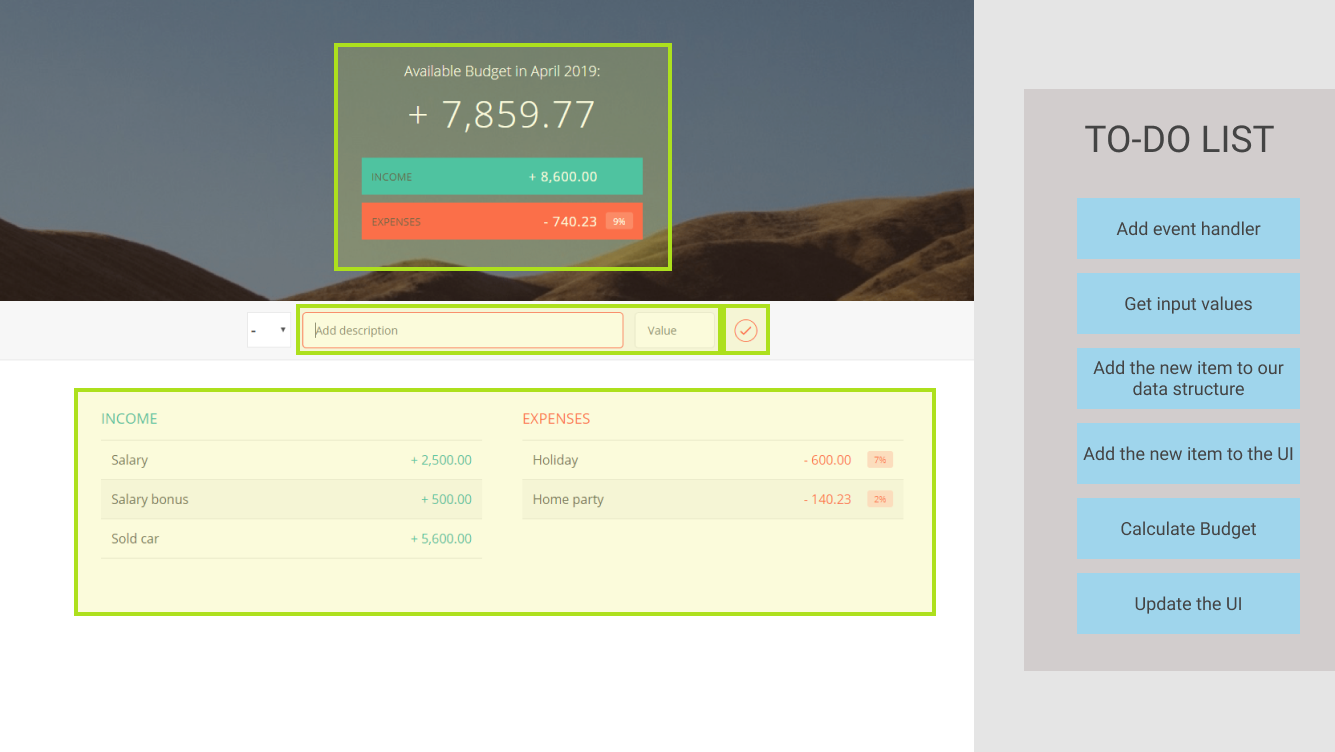 Available Budget in April 2019:
+ 7,859.77
INCOME + 8,600.00
EXPENSES - 740.23 9%
- ▾ Add description Value
INCOME
Salary + 2,500.00
Salary bonus + 500.00
Sold car + 5,600.00
EXPENSES
Holiday - 600.00 7%
Home party - 140.23 2%
TO-DO LIST
Add event handler
Get input values
Add the new item to our
data structure
Add the new item to the UI
Calculate Budget
Update the UI